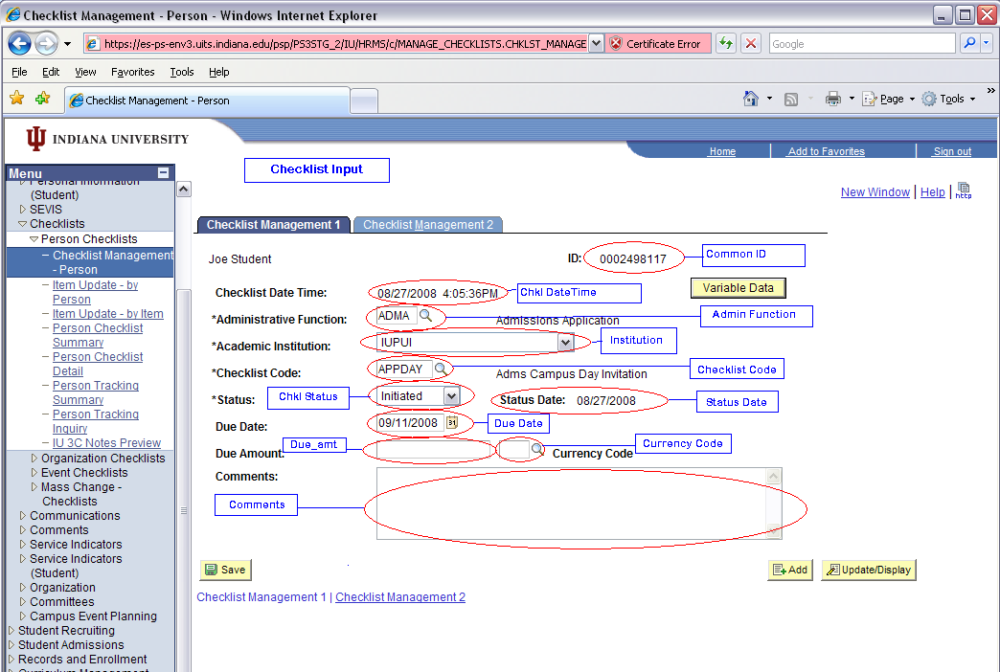 Checklist Management - Person - Windows Internet Explorer
https://es-ps-env3.uits.indiana.edu/psp/PS3STG_2/IU/HRMS/c/MANAGE_CHECKLISTS.CHKLST_MANAGE Certificate Error Google
File Edit View Favorites Tools Help
Checklist Management - Person Page Tools
INDIANA UNIVERSITY
Home Add to Favorites Sign out
Checklist Input
New Window | Help | http
Menu
Personal Information
(Student)
SEVIS
Checklists
Person Checklists
– Checklist Management
- Person
– Item Update - by
Person
– Item Update - by Item
– Person Checklist
Summary
– Person Checklist
Detail
– Person Tracking
Summary
– Person Tracking
Inquiry
– IU 3C Notes Preview
Organization Checklists
Event Checklists
Mass Change -
Checklists
Communications
Comments
Service Indicators
Service Indicators
(Student)
Organization
Committees
Campus Event Planning
Student Recruiting
Student Admissions
Records and Enrollment
Curriculum Management
Checklist Management 1 Checklist Management 2
Joe Student ID: 0002498117 Common ID
Checklist Date Time: 08/27/2008 4:05:36PM Chkl DateTime Variable Data
*Administrative Function: ADMA Admissions Application Admin Function
*Academic Institution: IUPUI Institution
*Checklist Code: APPDAY Adms Campus Day Invitation Checklist Code
*Status: Chkl Status Initiated Status Date: 08/27/2008 Status Date
Due Date: 09/11/2008 31 Due Date
Due Amount: Due_amt Currency Code Currency Code
Comments:
Comments
Save Add Update/Display
Checklist Management 1 | Checklist Management 2